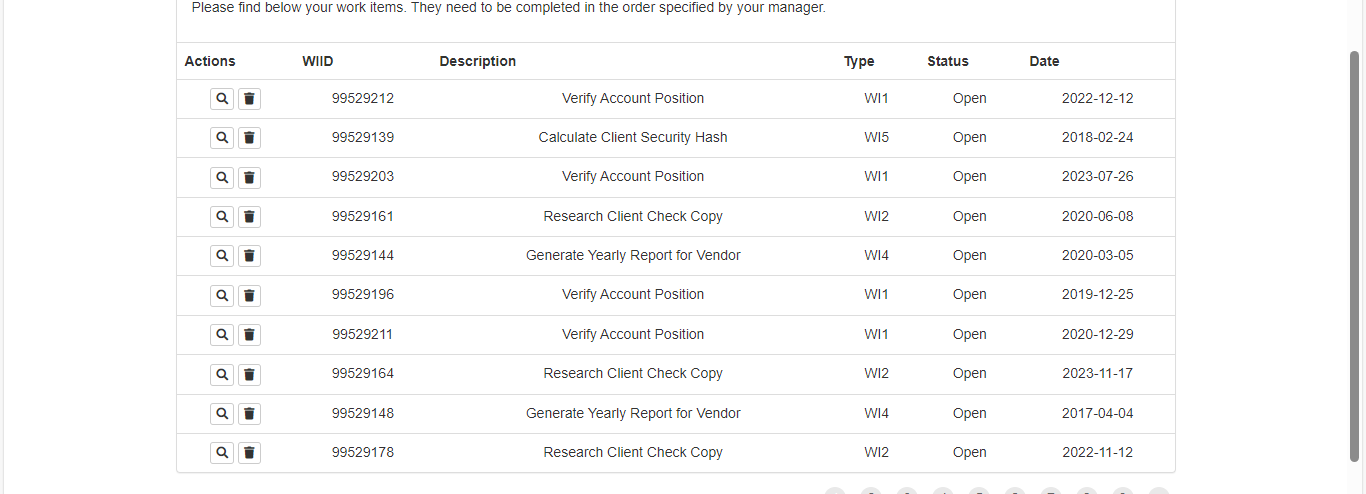 Please find below your work items. They need to be completed in the order specified by your manager.
Actions WIID Description Type Status Date
99529212 Verify Account Position WI1 Open 2022-12-12
99529139 Calculate Client Security Hash WI5 Open 2018-02-24
99529203 Verify Account Position WI1 Open 2023-07-26
99529161 Research Client Check Copy WI2 Open 2020-06-08
99529144 Generate Yearly Report for Vendor WI4 Open 2020-03-05
99529196 Verify Account Position WI1 Open 2019-12-25
99529211 Verify Account Position WI1 Open 2020-12-29
99529164 Research Client Check Copy WI2 Open 2023-11-17
99529148 Generate Yearly Report for Vendor WI4 Open 2017-04-04
99529178 Research Client Check Copy WI2 Open 2022-11-12